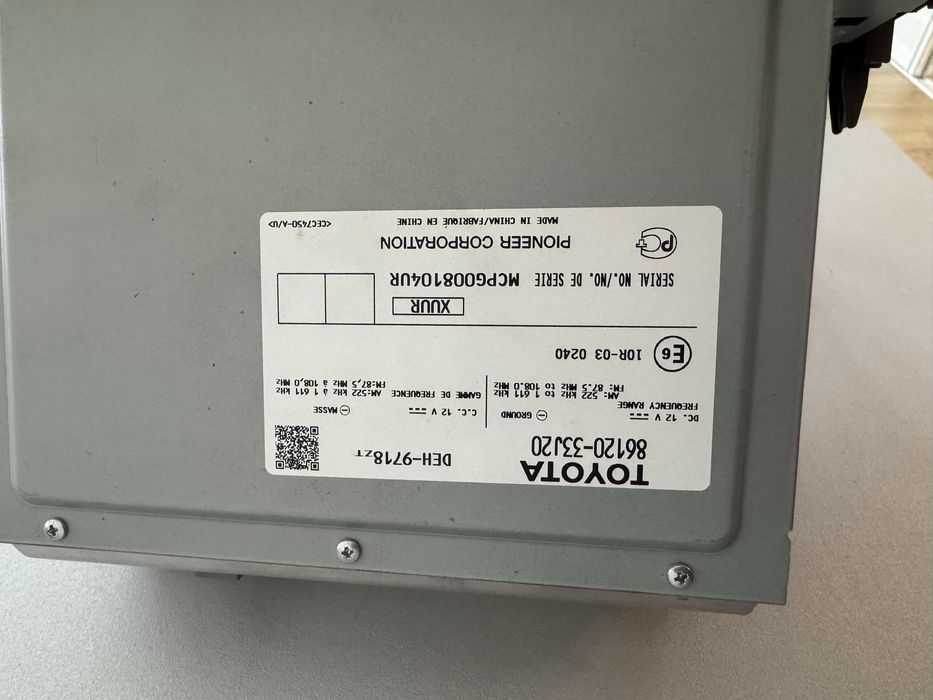 TOYOTA
86120-33J20 DEH-9718ZT
DC. 12 V ⎓ ⊖ GROUND
FREQUENCY RANGE
AM: 522 kHz to 1 611 kHz
FM: 87.5 MHz to 108.0 MHz
C.C. 12 V ⎓ ⊖ MASSE
GAMME DE FREQUENCE
AM:522 kHz à 1 611 kHz
FM:87,5 MHz à 108,0 MHz
E6 10R-03 0240
XUUR
SERIAL NO./NO. DE SERIE MCPG008104UR
PIONEER CORPORATION
MADE IN CHINA/FABRIQUE EN CHINE <CEC7450-A/U>